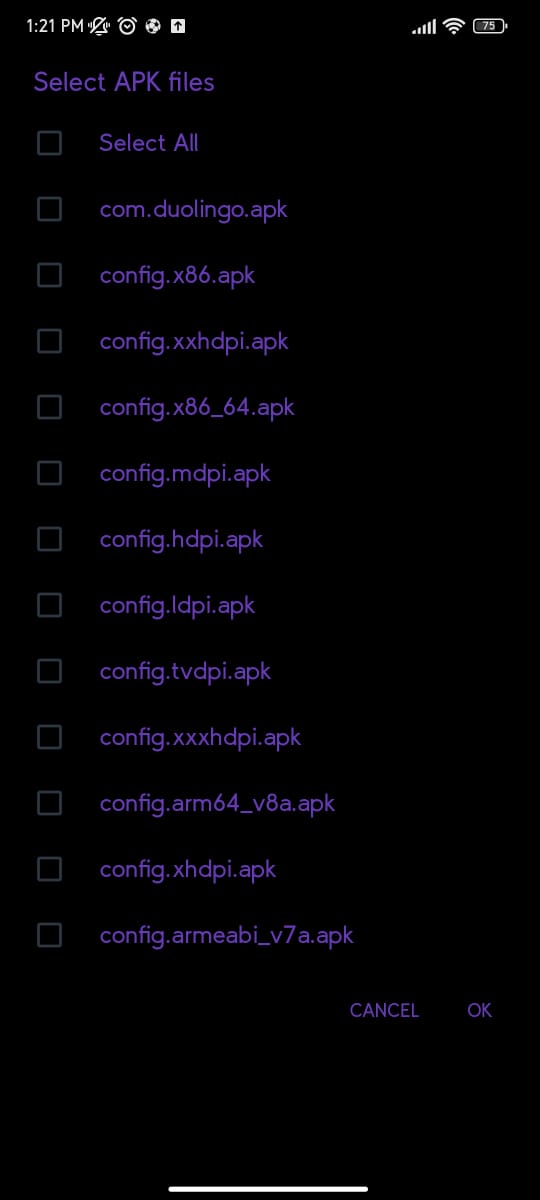 1:21 PM
75
Select APK files
Select All
com.duolingo.apk
config.x86.apk
config.xxhdpi.apk
config.x86_64.apk
config.mdpi.apk
config.hdpi.apk
config.ldpi.apk
config.tvdpi.apk
config.xxxhdpi.apk
config.arm64_v8a.apk
config.xhdpi.apk
config.armeabi_v7a.apk
CANCEL OK